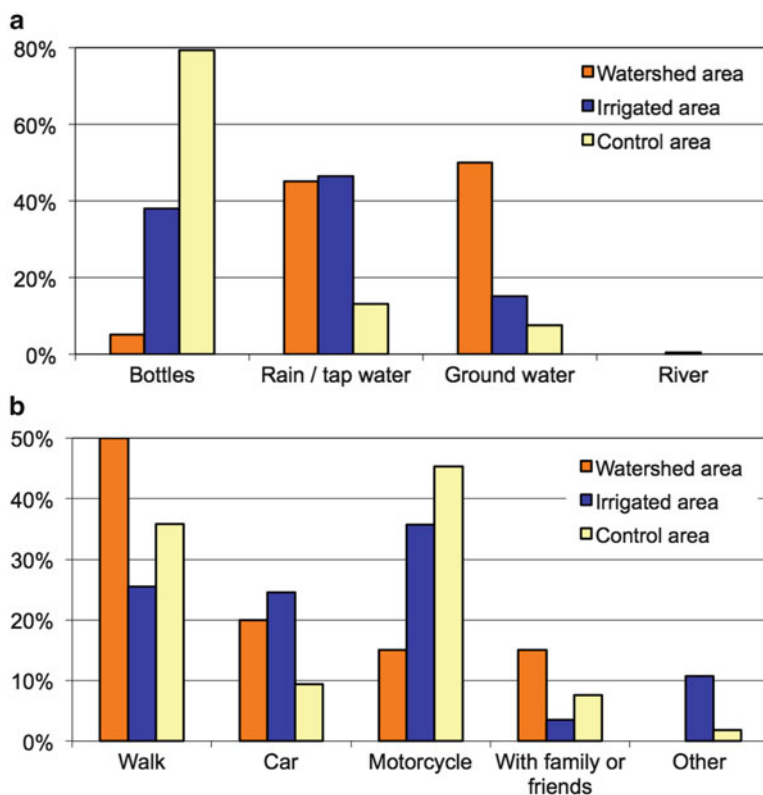 a
80%
60%
40%
20%
0%
Watershed area
Irrigated area
Control area
Bottles Rain / tap water Ground water River
b
50%
40%
30%
20%
10%
0%
Watershed area
Irrigated area
Control area
Walk Car Motorcycle With family or friends Other